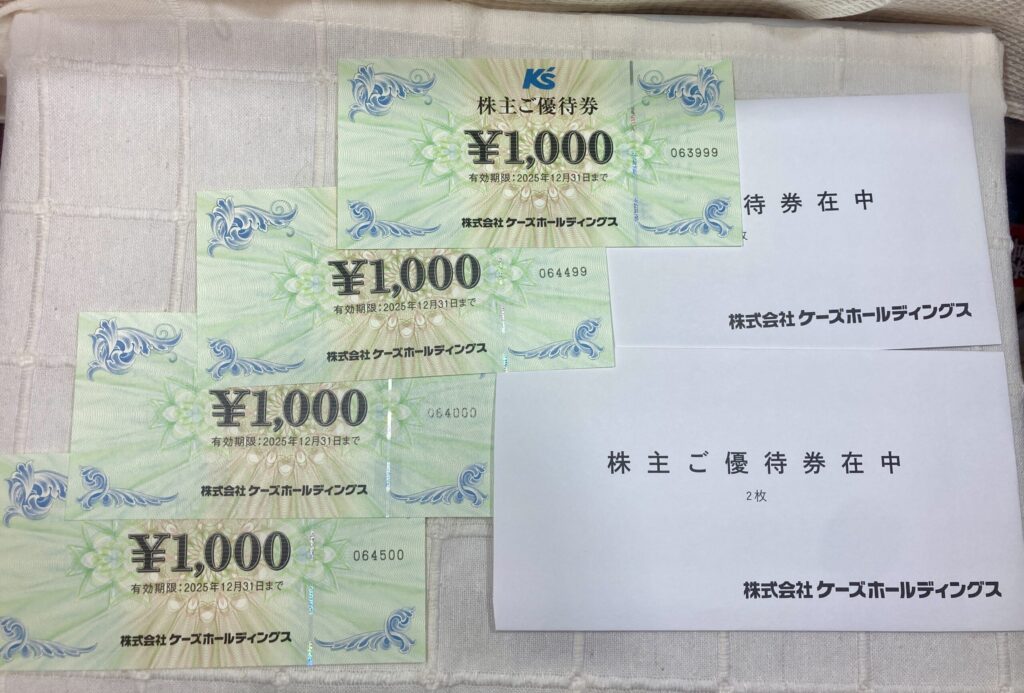 K's
株主ご優待券
¥1,000
063999
有効期限:2025年12月31日まで
株式会社ケーズホールディングス
¥1,000
064499
有効期限:2025年12月31日まで
株式会社ケーズホールディングス
¥1,000
064000
有効期限:2025年12月31日まで
株式会社ケーズホールディングス
¥1,000
064500
有効期限:2025年12月31日まで
株式会社ケーズホールディングス
待券在中
枚
株式会社ケーズホールディングス
株主ご優待券在中
2枚
株式会社ケーズホールディングス